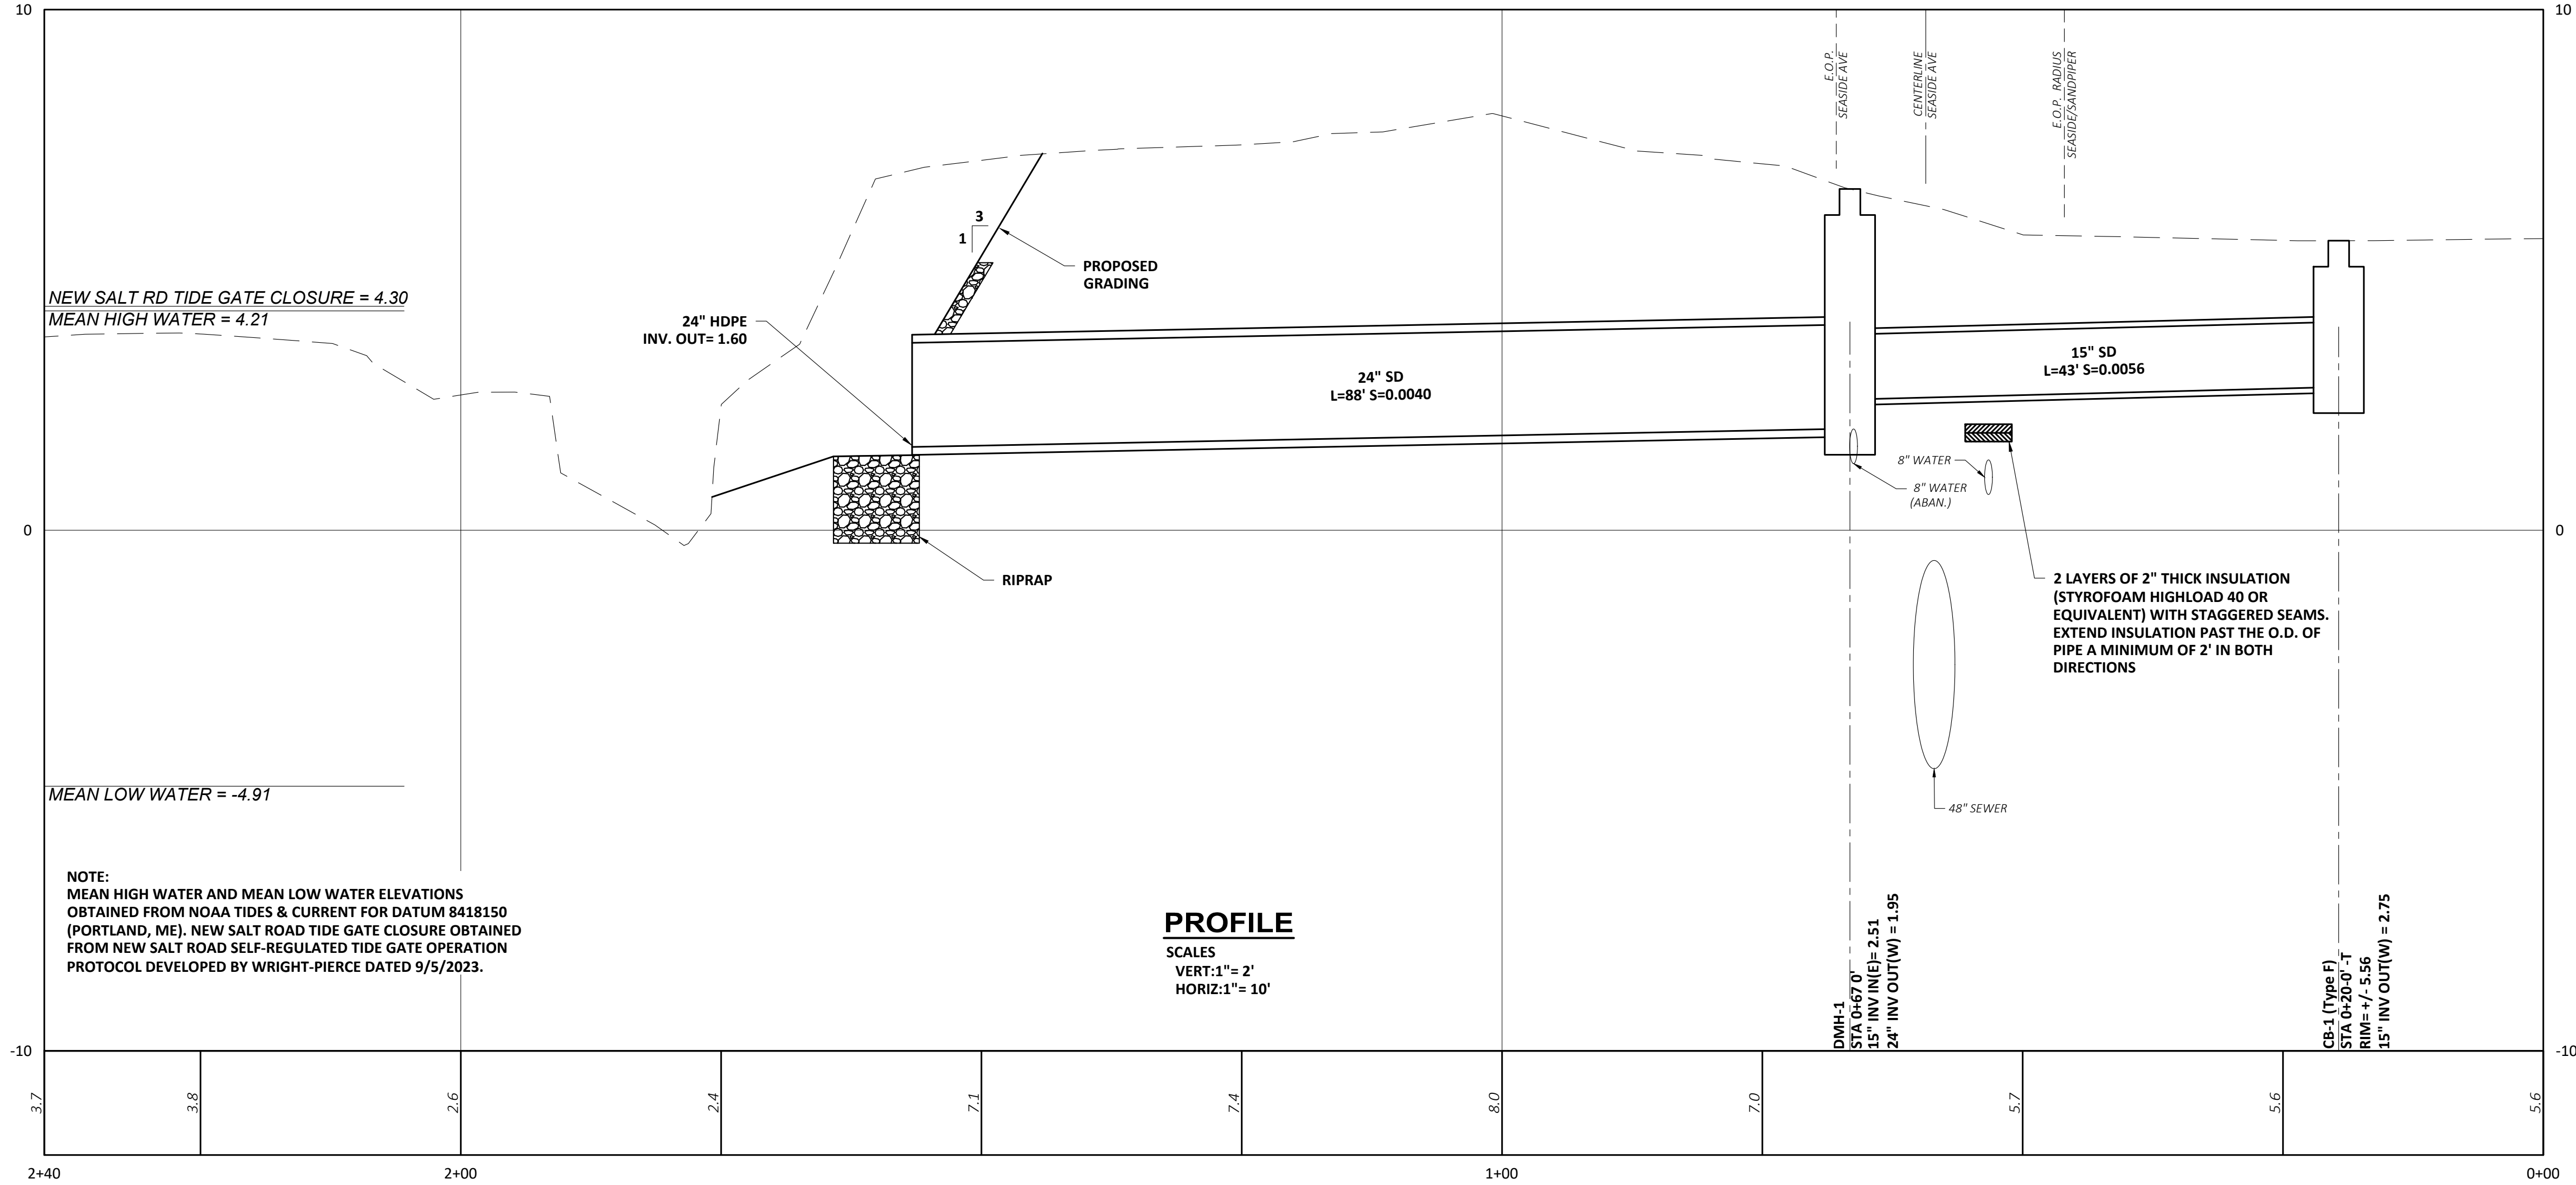 10
10
E.O.P.
SEASIDE AVE
CENTERLINE
SEASIDE AVE
E.O.P. RADIUS
SEASIDE/SANDPIPER
3
1
PROPOSED
GRADING
NEW SALT RD TIDE GATE CLOSURE = 4.30
MEAN HIGH WATER = 4.21
24" HDPE
INV. OUT= 1.60
24" SD
L=88' S=0.0040
15" SD
L=43' S=0.0056
8" WATER
8" WATER
(ABAN.)
0
0
RIPRAP
2 LAYERS OF 2" THICK INSULATION
(STYROFOAM HIGHLOAD 40 OR
EQUIVALENT) WITH STAGGERED SEAMS.
EXTEND INSULATION PAST THE O.D. OF
PIPE A MINIMUM OF 2' IN BOTH
DIRECTIONS
MEAN LOW WATER = -4.91
48" SEWER
NOTE:
MEAN HIGH WATER AND MEAN LOW WATER ELEVATIONS
OBTAINED FROM NOAA TIDES & CURRENT FOR DATUM 8418150
(PORTLAND, ME). NEW SALT ROAD TIDE GATE CLOSURE OBTAINED
FROM NEW SALT ROAD SELF-REGULATED TIDE GATE OPERATION
PROTOCOL DEVELOPED BY WRIGHT-PIERCE DATED 9/5/2023.
PROFILE
SCALES
VERT:1"= 2'
HORIZ:1"= 10'
DMH-1
STA 0+67 0'
15" INV IN(E)= 2.51
24" INV OUT(W) = 1.95
CB-1 (Type F)
STA 0+20-0' -T
RIM= +/- 5.56
15" INV OUT(W) = 2.75
-10
-10
3.7
3.8
2.6
2.4
7.1
7.4
8.0
7.0
5.7
5.6
5.6
2+40
2+00
1+00
0+00